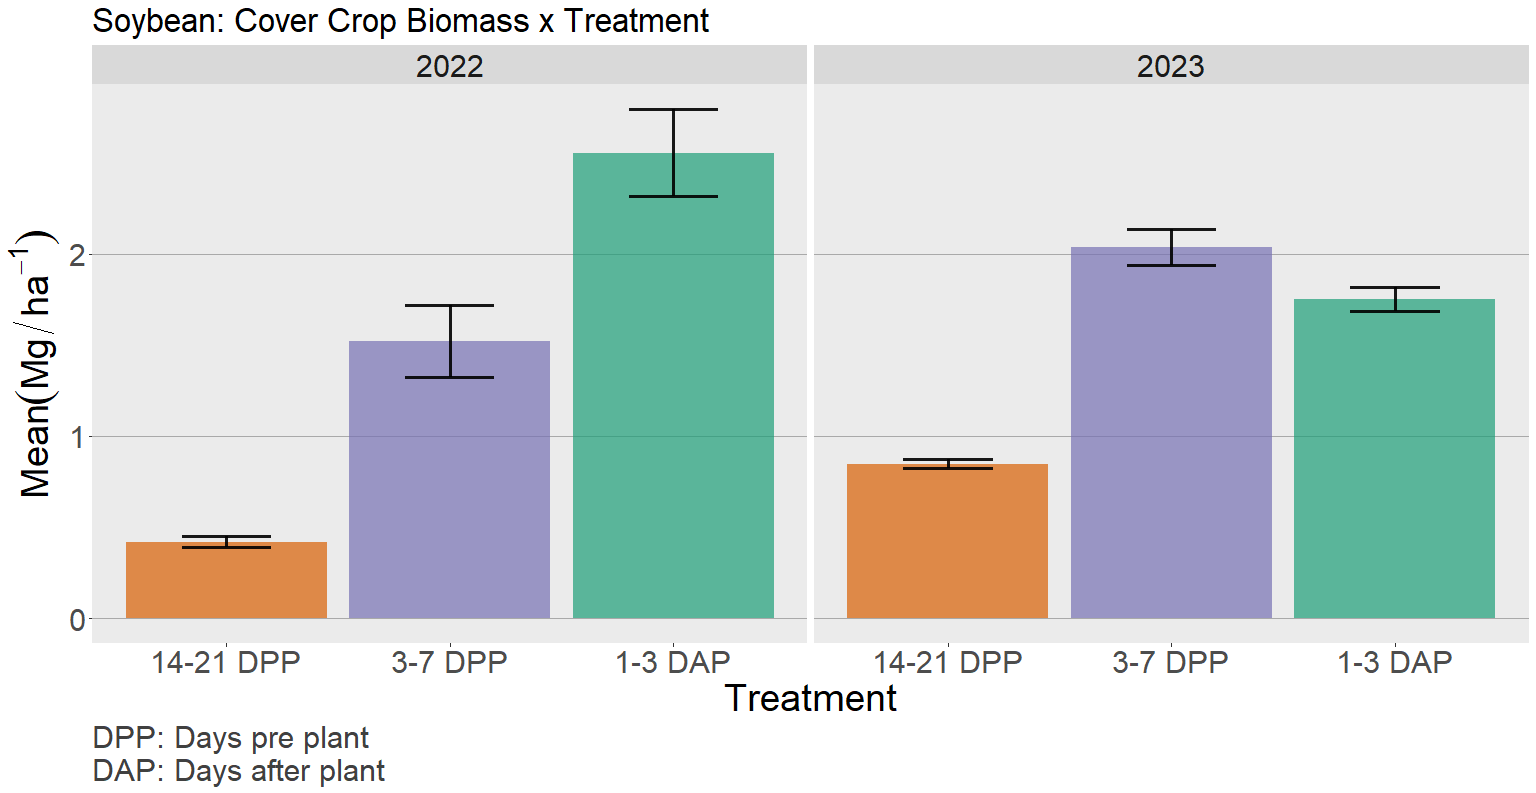 Soybean: Cover Crop Biomass x Treatment
2022 2023
Mean(Mg/ha⁻¹)
2
1
0
14-21 DPP 3-7 DPP 1-3 DAP 14-21 DPP 3-7 DPP 1-3 DAP
Treatment
DPP: Days pre plant
DAP: Days after plant